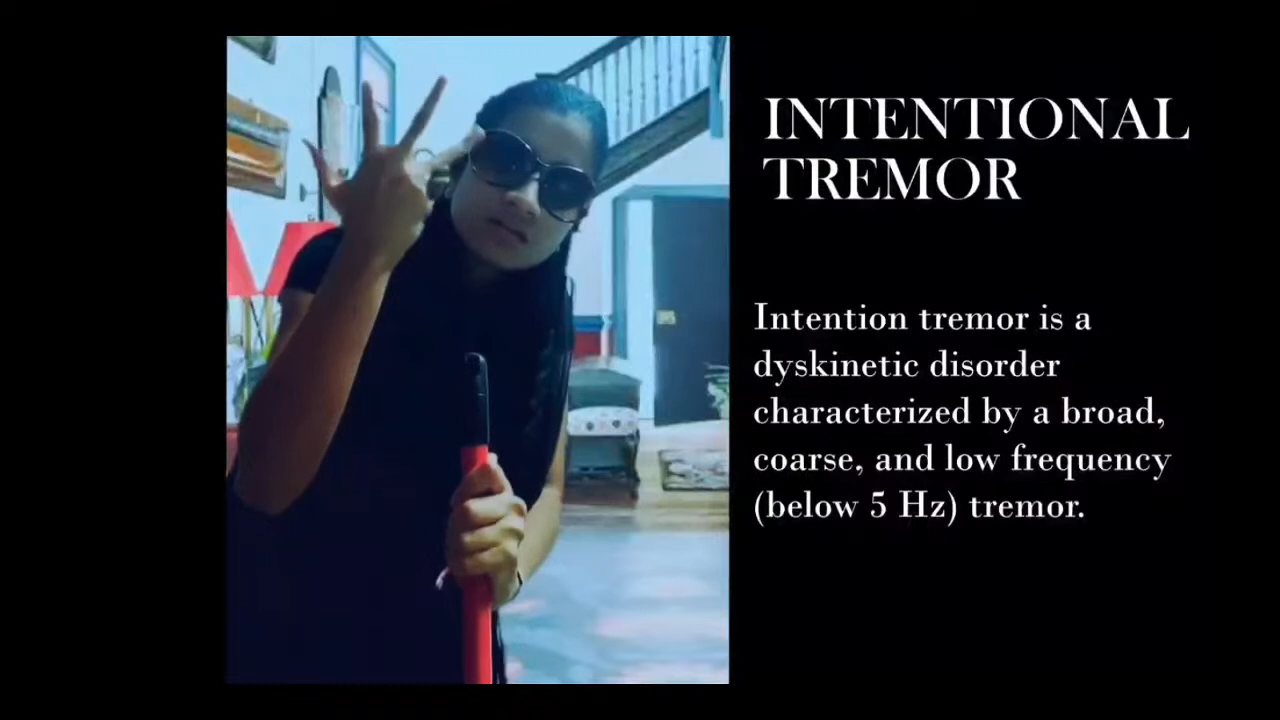 INTENTIONAL
TREMOR
Intention tremor is a
dyskinetic disorder
characterized by a broad,
coarse, and low frequency
(below 5 Hz) tremor.